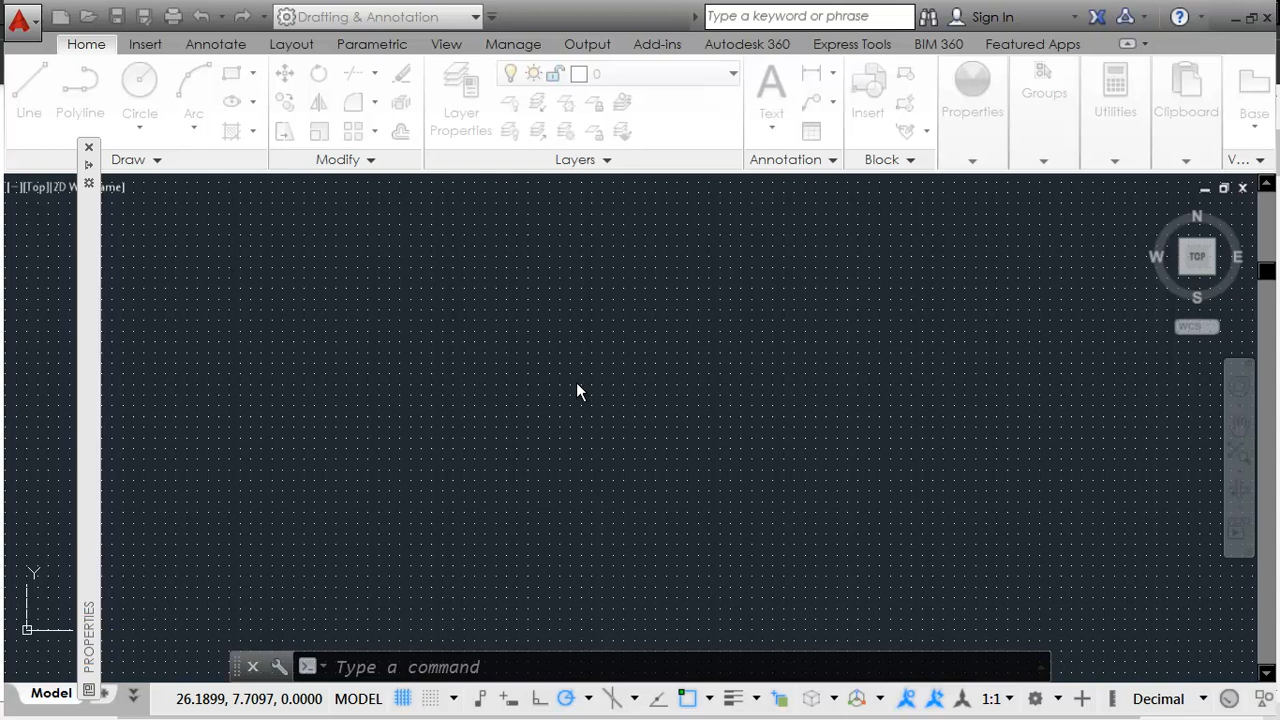 Drafting & Annotation
Type a keyword or phrase
Sign In
Home Insert Annotate Layout Parametric View Manage Output Add-ins Autodesk 360 Express Tools BIM 360 Featured Apps
0
Line Polyline Circle Arc
Layer
Properties
Text
Insert
Properties
Groups
Utilities
Clipboard
Base
Draw Modify Layers Annotation Block V...
[−][Top][2D W ame]
N
W TOP E
S
WCS
Y
PROPERTIES
Type a command
Model
26.1899, 7.7097, 0.0000 MODEL 1:1 Decimal